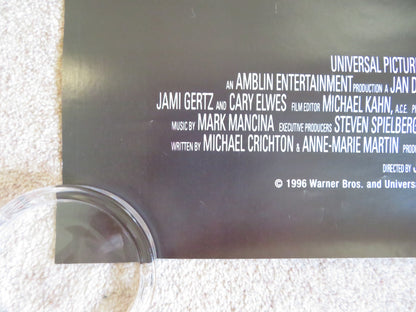 UNIVERSAL PICTUR
AN AMBLIN ENTERTAINMENT PRODUCTION A JAN D
JAMI GERTZ AND CARY ELWES FILM EDITOR MICHAEL KAHN, A.C.E. P
MUSIC BY MARK MANCINA EXECUTIVE PRODUCERS STEVEN SPIELBERG
WRITTEN BY MICHAEL CRICHTON & ANNE-MARIE MARTIN PRODU
DIRECTED BY J
© 1996 Warner Bros. and Univers